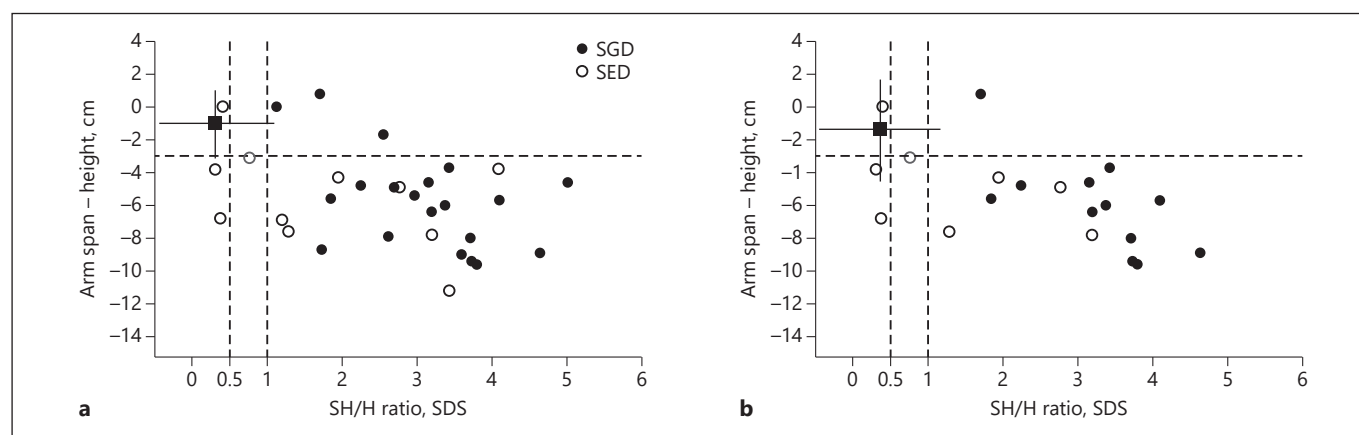 4
2
0
–2
–4
–6
–8
–10
–12
–14
Arm span – height, cm
SGD
SED
0 0.5 1 2 3 4 5 6
SH/H ratio, SDS
a
4
2
0
–2
–1
–6
–8
–10
–12
–14
Arm span – height, cm
0 0.5 1 2 3 4 5 6
SH/H ratio, SDS
b